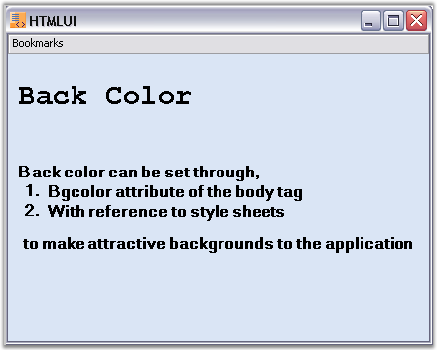 HTMLUI
Bookmarks
Back Color
Back color can be set through,
1. Bgcolor attribute of the body tag
2. With reference to style sheets
to make attractive backgrounds to the application